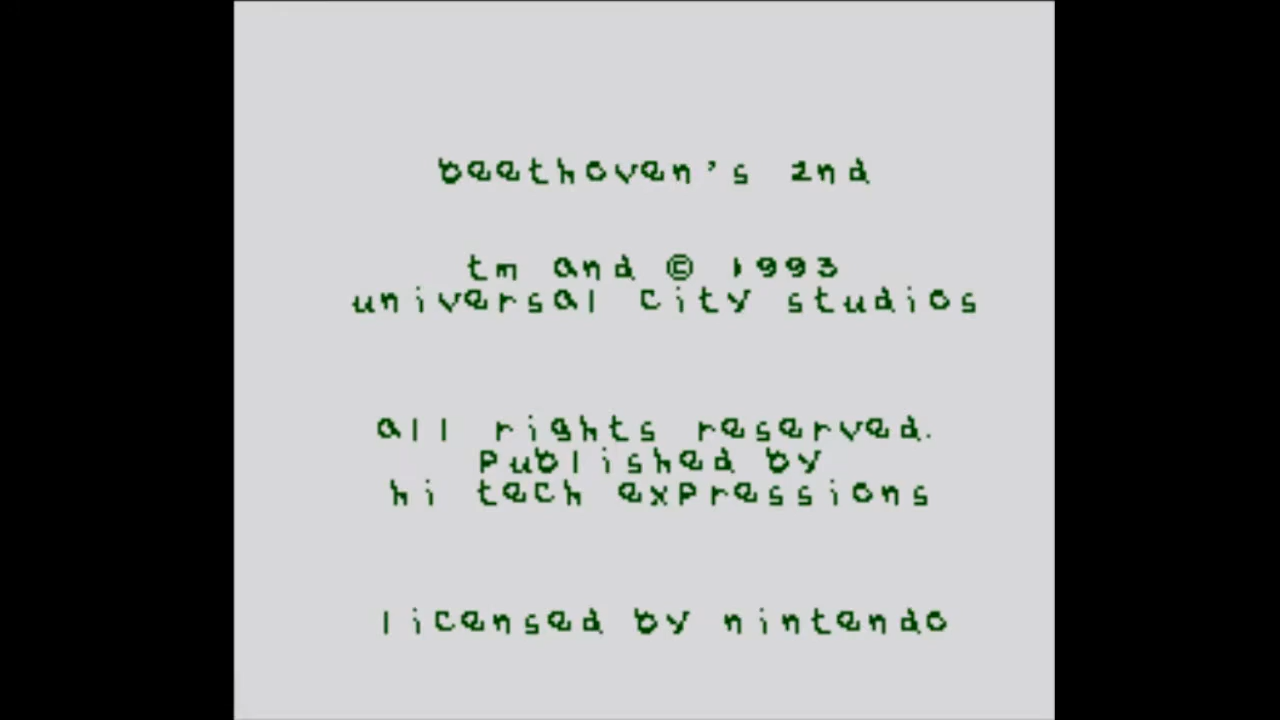 beethoven's 2nd
tm and © 1993
universal city studios
all rights reserved.
Published by
hi tech expressions
licensed by nintendo